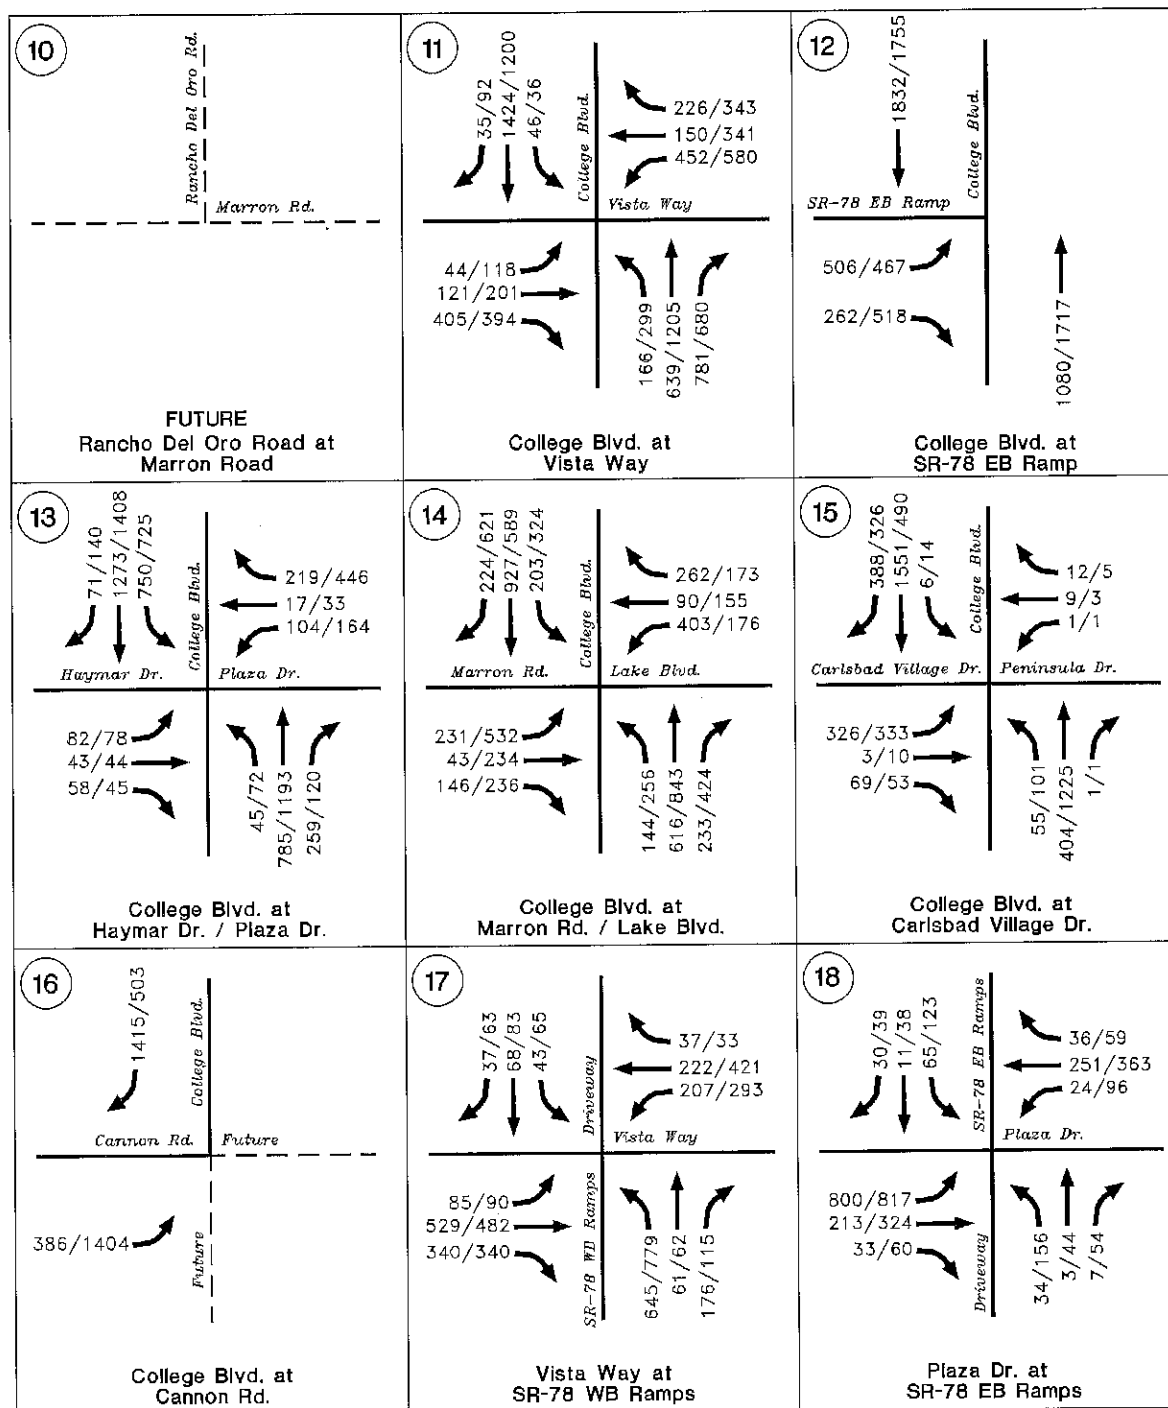 10
Rancho Del Oro Rd.
Marron Rd.
FUTURE
Rancho Del Oro Road at
Marron Road
11
35/92
1424/1200
46/36
College Blvd.
226/343
150/341
452/580
Vista Way
44/118
121/201
405/394
166/299
639/1205
781/680
College Blvd. at
Vista Way
12
1832/1755
College Blvd.
SR-78 EB Ramp
506/467
262/518
1080/1717
College Blvd. at
SR-78 EB Ramp
13
71/140
1273/1408
750/725
College Blvd.
219/446
17/33
104/164
Haymar Dr.
Plaza Dr.
82/78
43/44
58/45
45/72
785/1193
259/120
College Blvd. at
Haymar Dr. / Plaza Dr.
14
224/621
927/589
203/324
College Blvd.
262/173
90/155
403/176
Marron Rd.
Lake Blvd.
231/532
43/234
146/236
144/256
616/843
233/424
College Blvd. at
Marron Rd. / Lake Blvd.
15
388/326
1551/490
6/14
College Blvd.
12/5
9/3
1/1
Carlsbad Village Dr.
Peninsula Dr.
326/333
3/10
69/53
55/101
404/1225
1/1
College Blvd. at
Carlsbad Village Dr.
16
1415/503
College Blvd.
Cannon Rd.
Future
386/1404
Future
College Blvd. at
Cannon Rd.
17
37/63
68/83
43/65
Driveway
37/33
222/421
207/293
Vista Way
85/90
529/482
340/340
SR-78 WB Ramps
645/779
61/62
176/115
Vista Way at
SR-78 WB Ramps
18
30/39
11/38
65/123
SR-78 EB Ramps
36/59
251/363
24/96
Plaza Dr.
800/817
213/324
33/60
Driveway
34/156
3/44
7/54
Plaza Dr. at
SR-78 EB Ramps